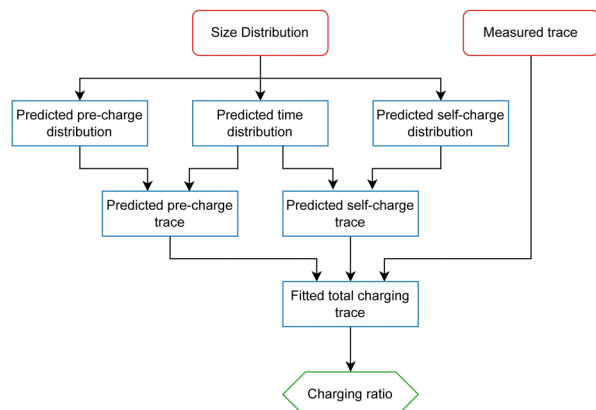 Size Distribution
Measured trace
Predicted pre-charge
distribution
Predicted time
distribution
Predicted self-charge
distribution
Predicted pre-charge
trace
Predicted self-charge
trace
Fitted total charging
trace
Charging ratio